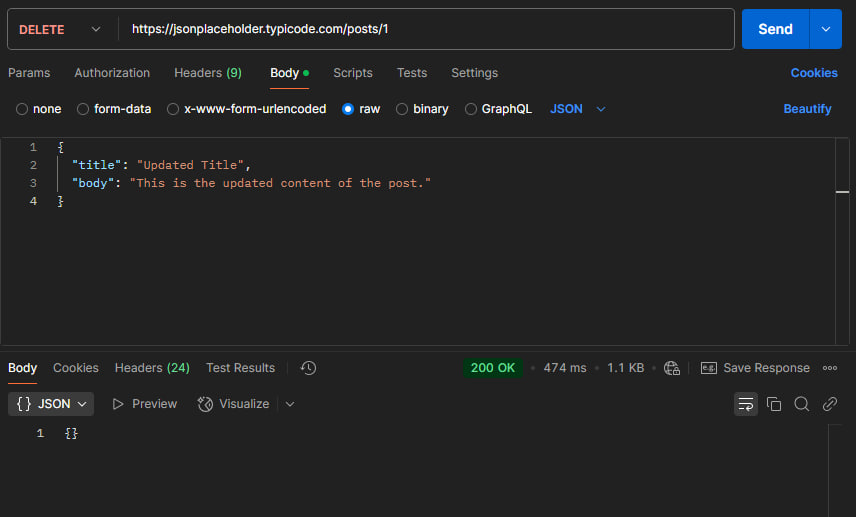 DELETE https://jsonplaceholder.typicode.com/posts/1 Send
Params Authorization Headers (9) Body Scripts Tests Settings Cookies
none form-data x-www-form-urlencoded raw binary GraphQL JSON Beautify
1 {
2 "title": "Updated Title",
3 "body": "This is the updated content of the post."
4 }
Body Cookies Headers (24) Test Results 200 OK • 474 ms • 1.1 KB • e.g. Save Response
{} JSON Preview Visualize
1 {}